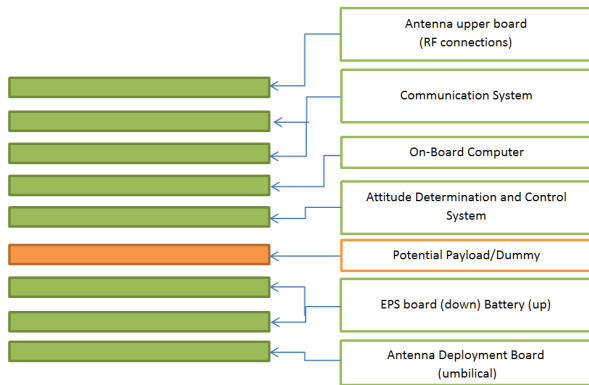 Antenna upper board
(RF connections)
Communication System
On-Board Computer
Attitude Determination and Control
System
Potential Payload/Dummy
EPS board (down) Battery (up)
Antenna Deployment Board
(umbilical)